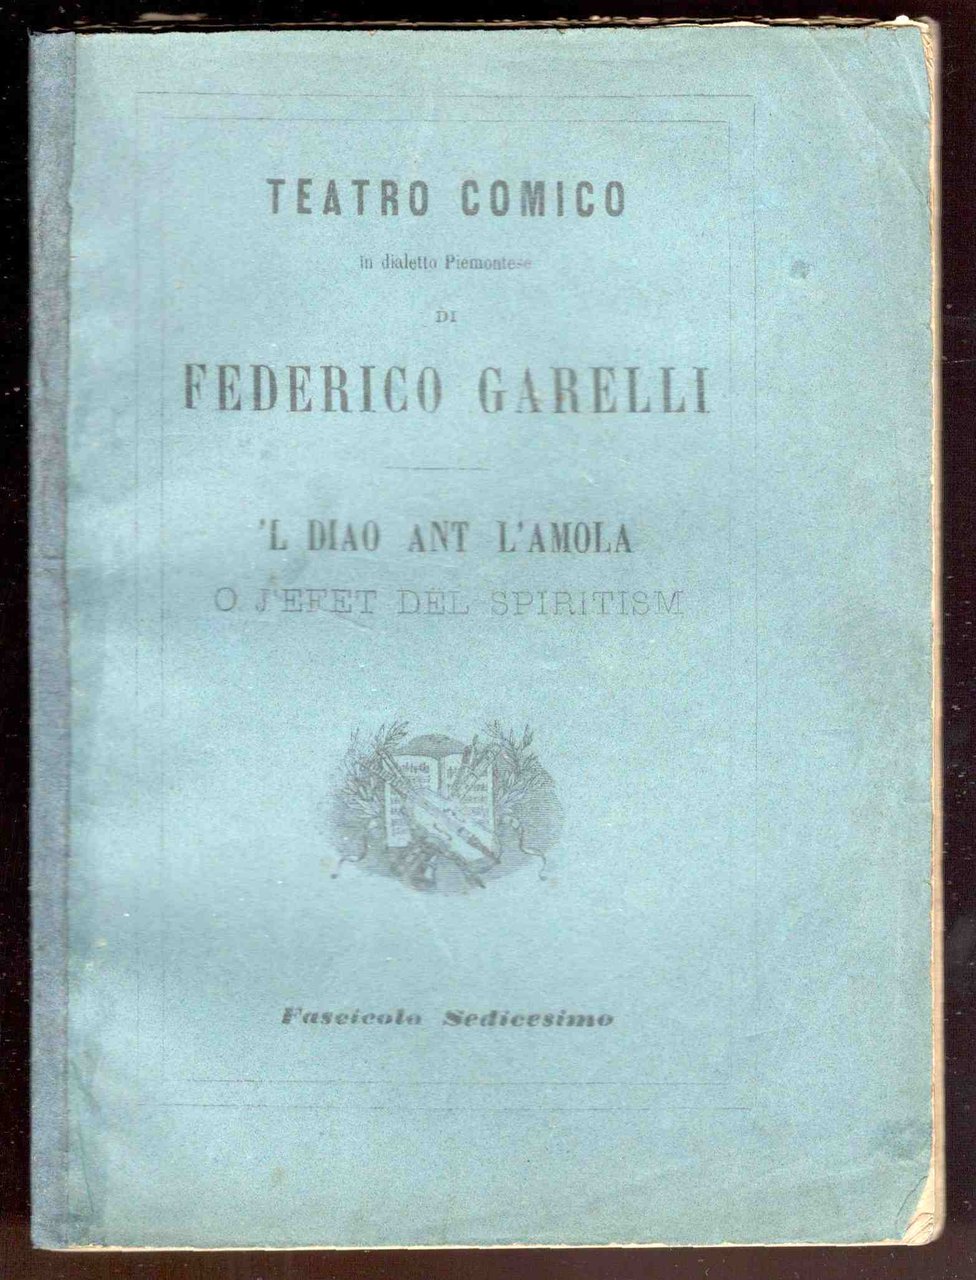 TEATRO COMICO
in dialetto Piemontese
DI
FEDERICO GARELLI
'L DIAO ANT L'AMOLA
O J'EFET DEL SPIRITISM
Fascicolo Sedicesimo